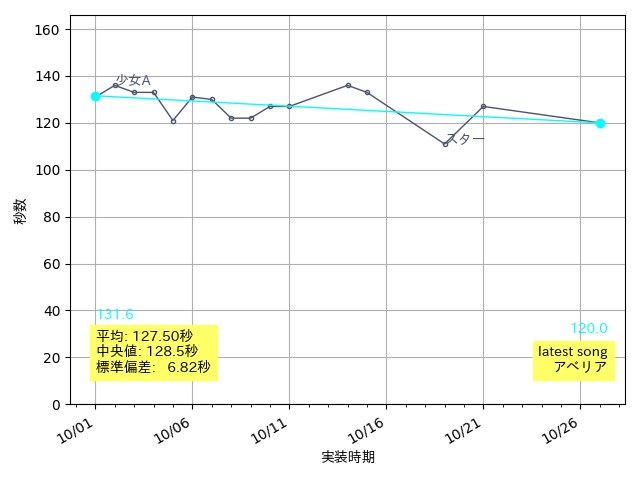 160
140
120
100
80
60
40
20
0
秒数
少女A
スター
131.6
平均: 127.50秒
中央値: 128.5秒
標準偏差: 6.82秒
120.0
latest song
アベリア
10/01
10/06
10/11
10/16
10/21
10/26
実装時期